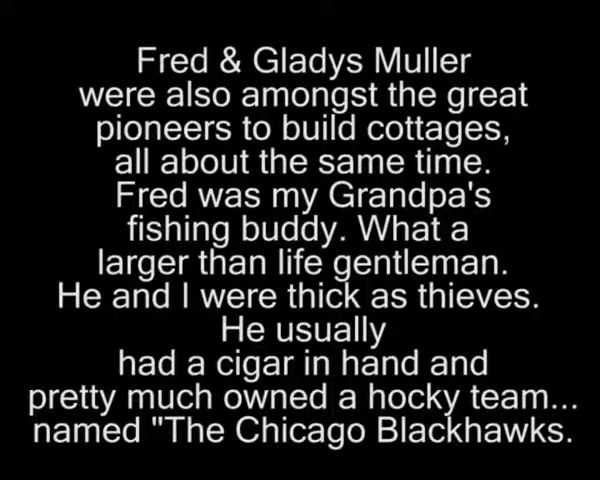 Fred & Gladys Muller
were also amongst the great
pioneers to build cottages,
all about the same time.
Fred was my Grandpa's
fishing buddy. What a
larger than life gentleman.
He and I were thick as thieves.
He usually
had a cigar in hand and
pretty much owned a hocky team...
named "The Chicago Blackhawks.